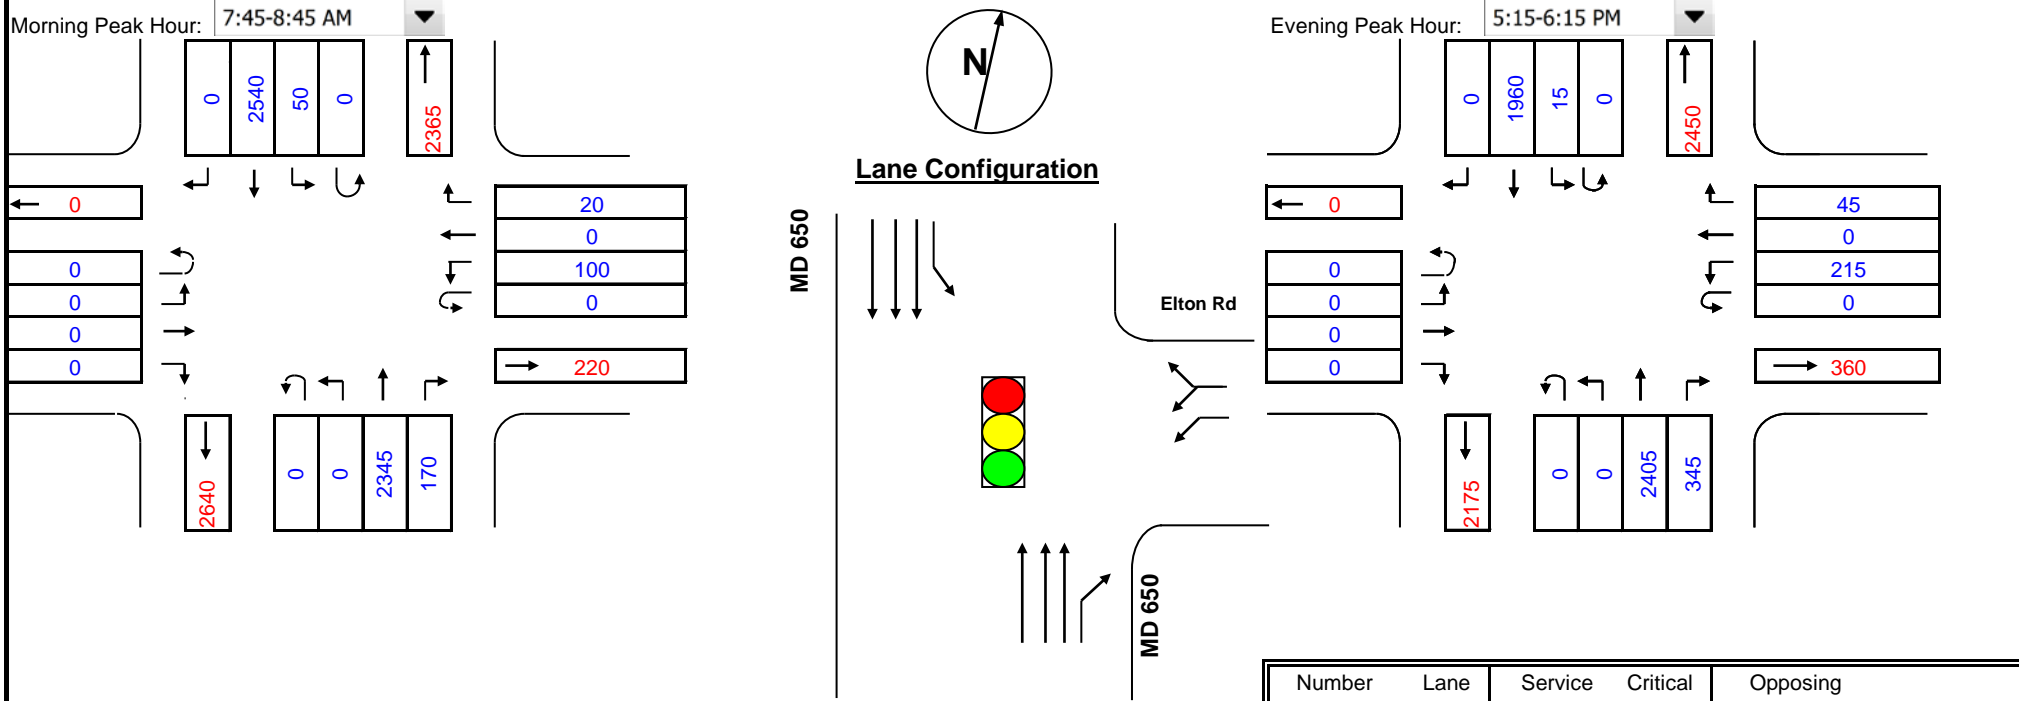 Morning Peak Hour: 7:45-8:45 AM
0 2540 50 0 2365
0
0
0
0
0
20
0
100
0
220
2640 0 0 2345 170
N
Lane Configuration
MD 650
Elton Rd
MD 650
Evening Peak Hour: 5:15-6:15 PM
0 1960 15 0 2450
0
0
0
0
0
45
0
215
0
360
2175 0 0 2405 345
Number Lane Service Critical Opposing